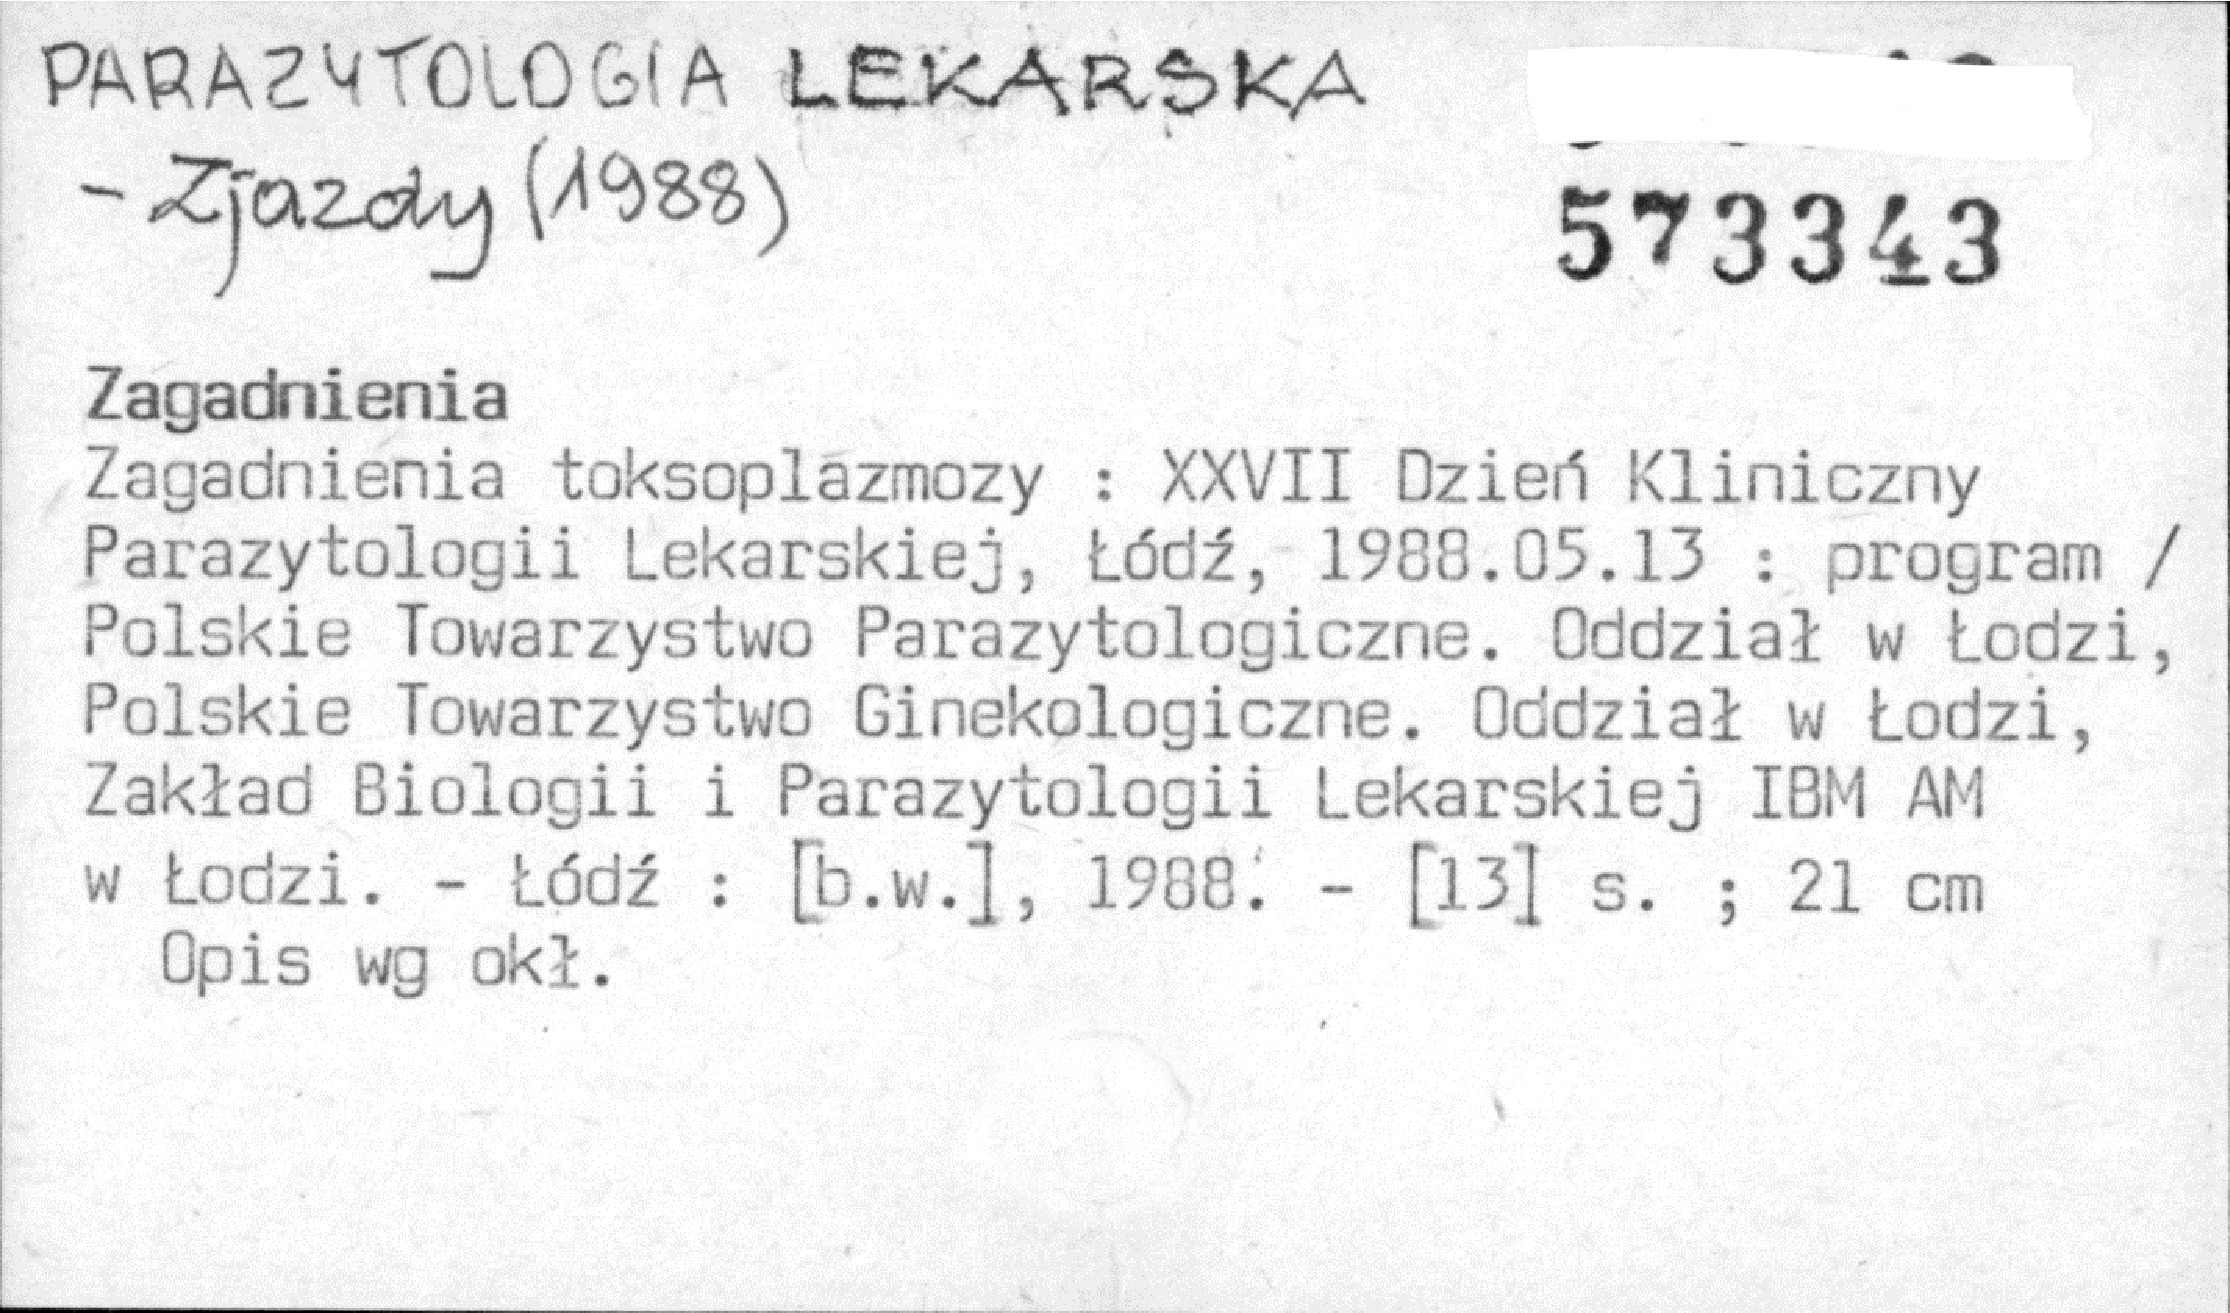 PARAZYTOLOGIA LEKARSKA
- Zjazdy (1988)
573343
Zagadnienia
Zagadnienia toksoplazmozy : XXVII Dzień Kliniczny
Parazytologii Lekarskiej, Łódź, 1988.05.13 : program /
Polskie Towarzystwo Parazytologiczne. Oddział w Łodzi,
Polskie Towarzystwo Ginekologiczne. Oddział w Łodzi,
Zakład Biologii i Parazytologii Lekarskiej IBM AM
w Łodzi. - Łódź : [b.w.], 1988. - [13] s. ; 21 cm
Opis wg okł.